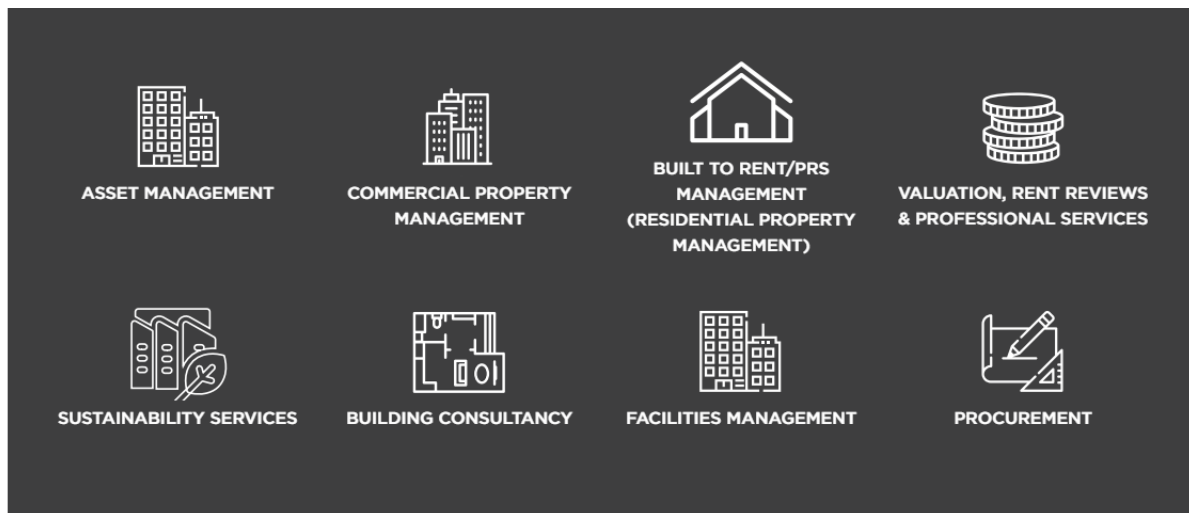 ASSET MANAGEMENT
COMMERCIAL PROPERTY
MANAGEMENT
BUILT TO RENT/PRS
MANAGEMENT
(RESIDENTIAL PROPERTY
MANAGEMENT)
VALUATION, RENT REVIEWS
& PROFESSIONAL SERVICES
SUSTAINABILITY SERVICES
BUILDING CONSULTANCY
FACILITIES MANAGEMENT
PROCUREMENT